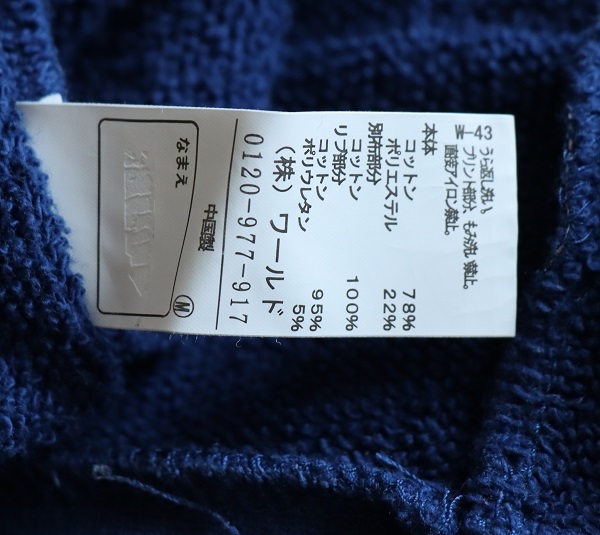 W-43 うら返し洗い
プリント部分、もみ洗い禁止。
直接アイロン禁止。
本体
コットン 78%
ポリエステル 22%
別布部分
コットン 100%
リブ部分
コットン 95%
ポリウレタン 5%
(株)ワールド
0120-977-917
中国製
なまえ
M